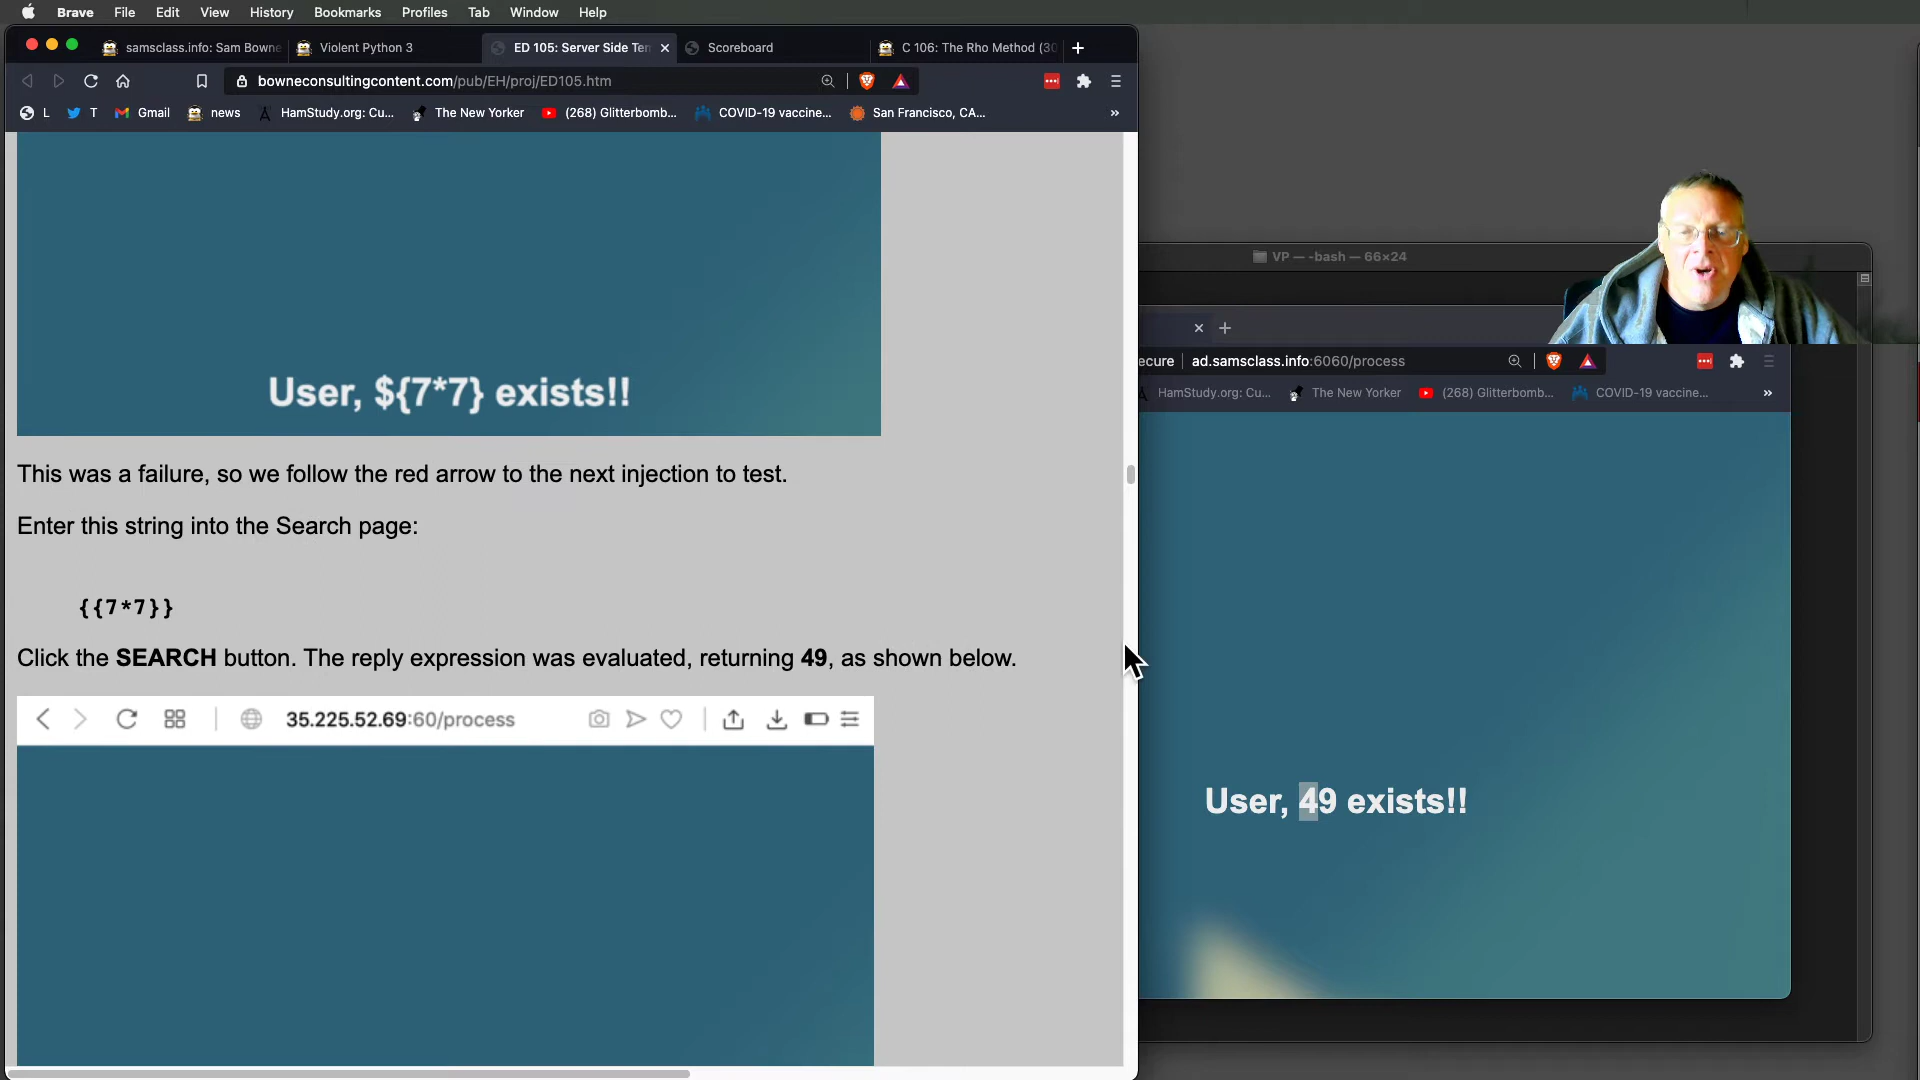 Brave File Edit View History Bookmarks Profiles Tab Window Help
samsclass.info: Sam Bowne
Violent Python 3
ED 105: Server Side Ten
Scoreboard
C 106: The Rho Method (30
bowneconsultingcontent.com/pub/EH/proj/ED105.htm
L T Gmail news HamStudy.org: Cu... The New Yorker (268) Glitterbomb... COVID-19 vaccine... San Francisco, CA... »
User, ${7*7} exists!!
This was a failure, so we follow the red arrow to the next injection to test.
Enter this string into the Search page:
{{7*7}}
Click the SEARCH button. The reply expression was evaluated, returning 49, as shown below.
35.225.52.69:60/process
VP — -bash — 66×24
ecure ad.samsclass.info:6060/process
HamStudy.org: Cu... The New Yorker (268) Glitterbomb... COVID-19 vaccine... »
User, 49 exists!!